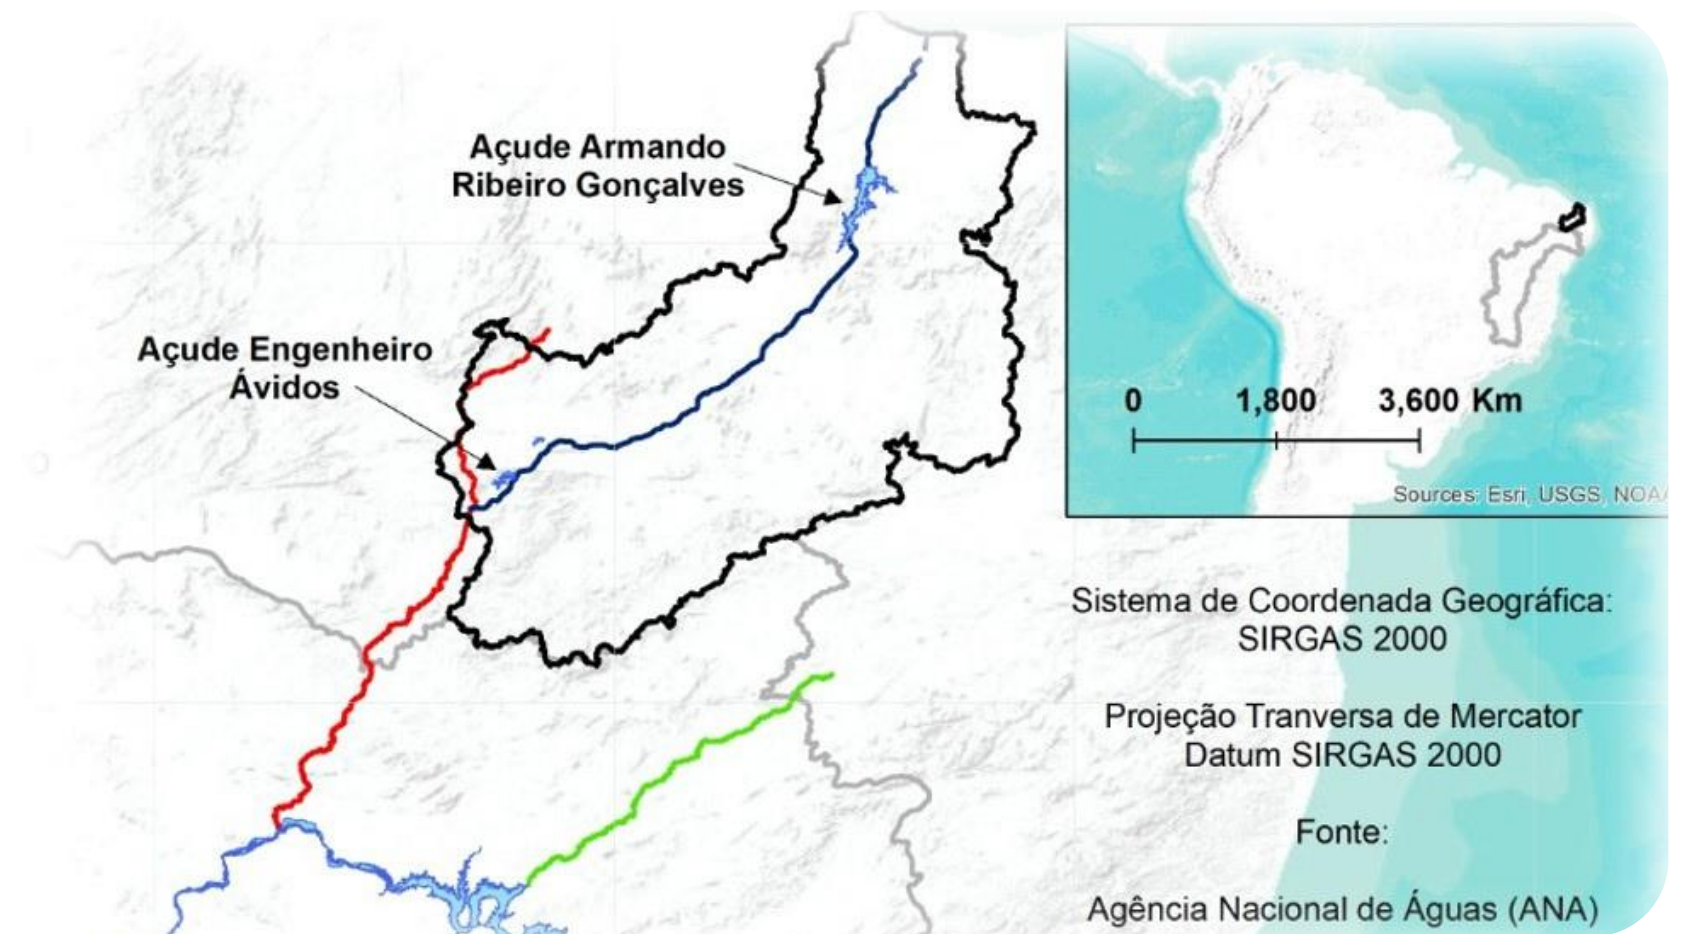 Açude Armando
Ribeiro Gonçalves
Açude Engenheiro
Ávidos
0 1,800 3,600 Km
Sources: Esri, USGS, NOAA
Sistema de Coordenada Geográfica:
SIRGAS 2000
Projeção Tranversa de Mercator
Datum SIRGAS 2000
Fonte:
Agência Nacional de Águas (ANA)